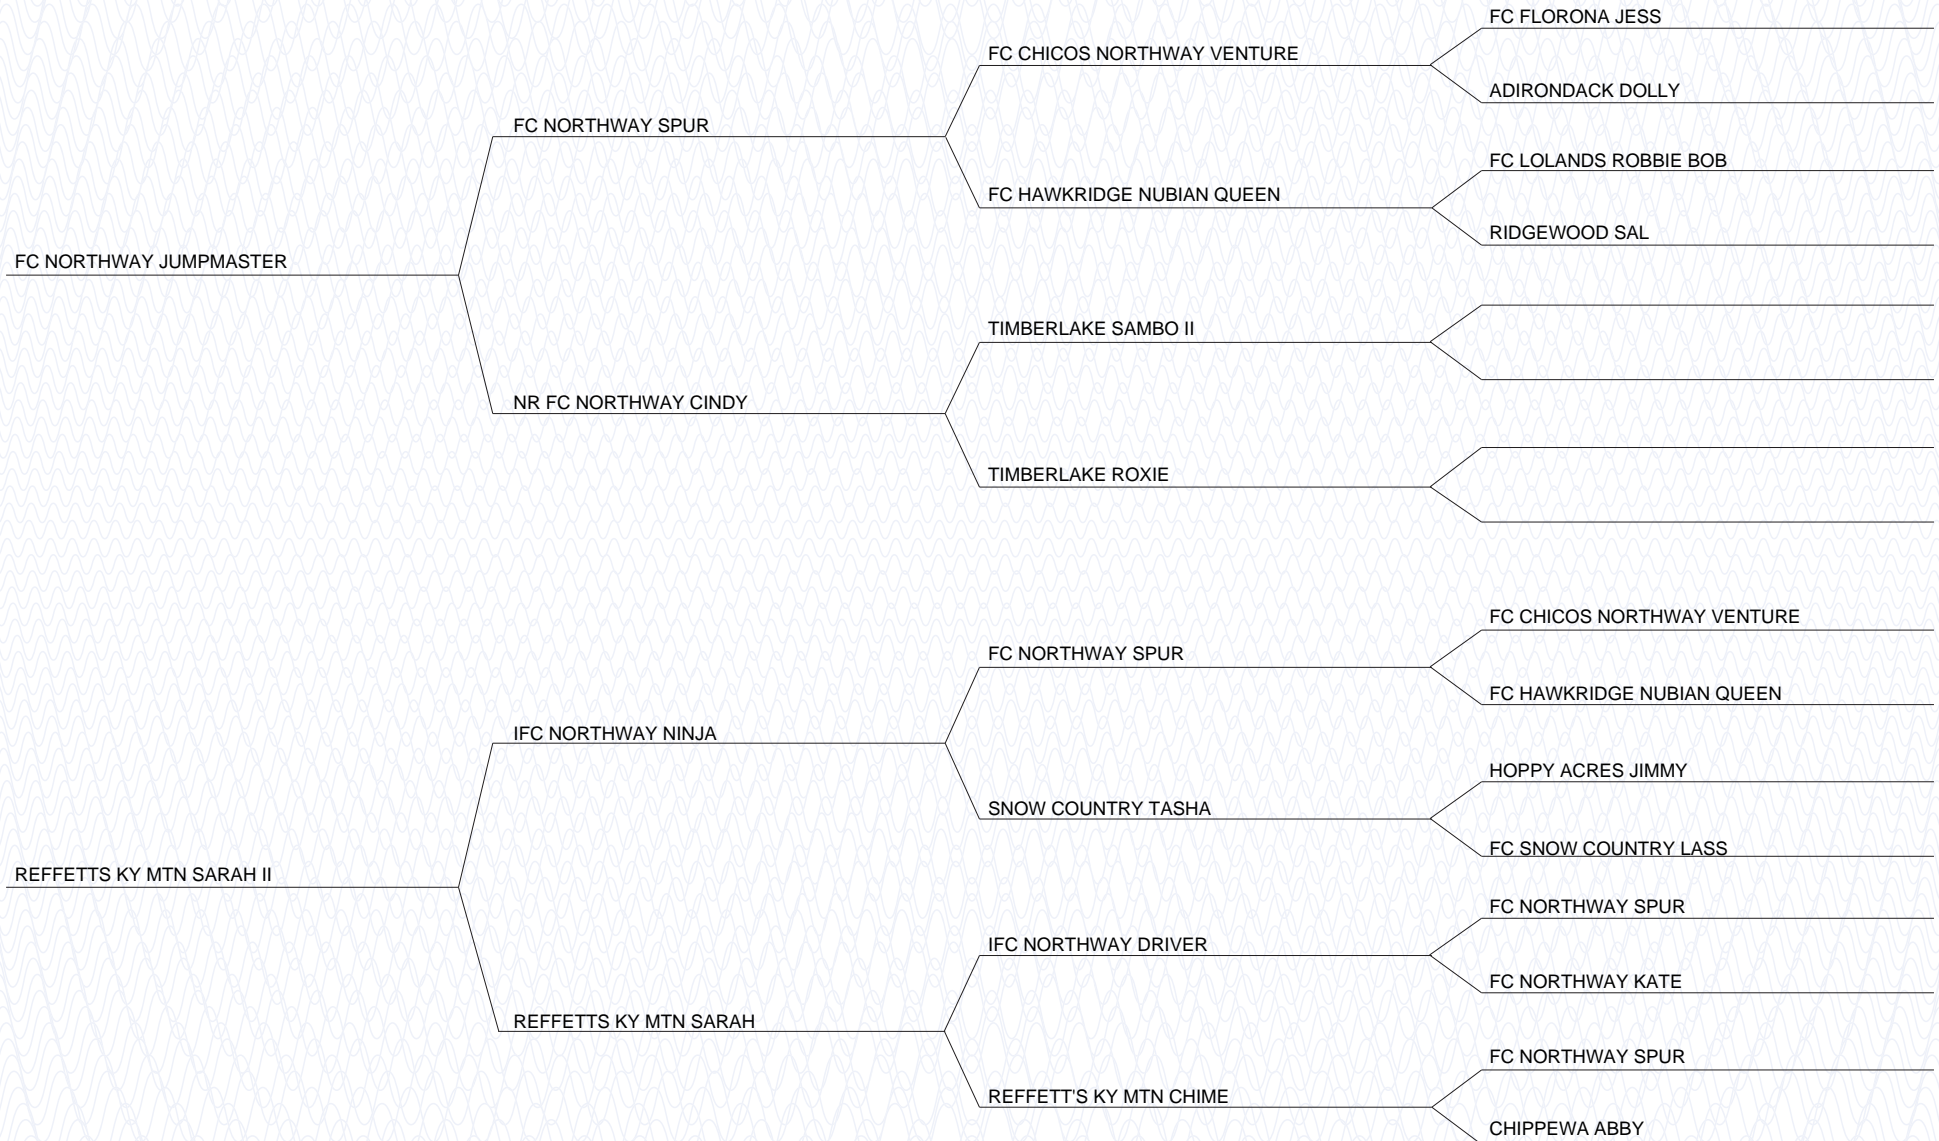 FC FLORONA JESS
FC CHICOS NORTHWAY VENTURE
ADIRONDACK DOLLY
FC NORTHWAY SPUR
FC LOLANDS ROBBIE BOB
FC HAWKRIDGE NUBIAN QUEEN
RIDGEWOOD SAL
FC NORTHWAY JUMPMASTER
TIMBERLAKE SAMBO II
NR FC NORTHWAY CINDY
TIMBERLAKE ROXIE
FC CHICOS NORTHWAY VENTURE
FC NORTHWAY SPUR
FC HAWKRIDGE NUBIAN QUEEN
IFC NORTHWAY NINJA
HOPPY ACRES JIMMY
SNOW COUNTRY TASHA
FC SNOW COUNTRY LASS
REFFETTS KY MTN SARAH II
FC NORTHWAY SPUR
IFC NORTHWAY DRIVER
FC NORTHWAY KATE
REFFETTS KY MTN SARAH
FC NORTHWAY SPUR
REFFETT'S KY MTN CHIME
CHIPPEWA ABBY